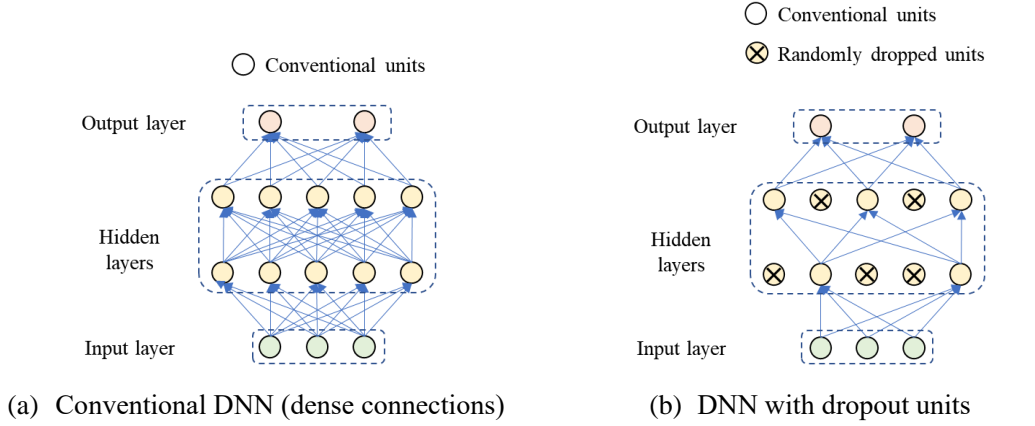 Conventional units
Output layer
Hidden
layers
Input layer
(a) Conventional DNN (dense connections)
Conventional units
Randomly dropped units
Output layer
Hidden
layers
Input layer
(b) DNN with dropout units